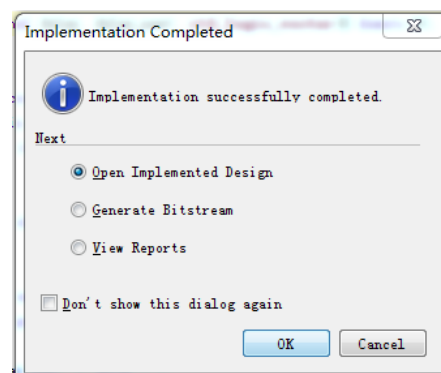 Implementation Completed
Implementation successfully completed.
Next
Open Implemented Design
Generate Bitstream
View Reports
Don't show this dialog again
OK
Cancel